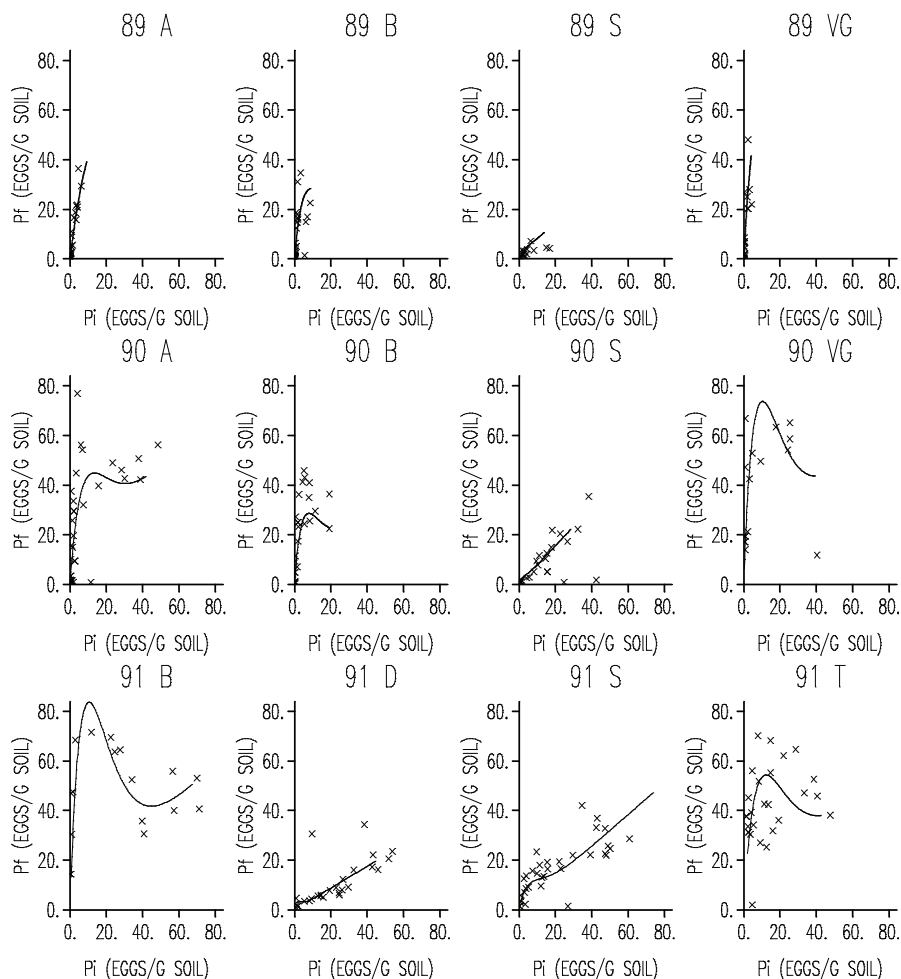 89 A 89 B 89 S 89 VG
Pf (EGGS/G SOIL) 80. 60. 40. 20. 0. Pf (EGGS/G SOIL) 80. 60. 40. 20. 0. Pf (EGGS/G SOIL) 80. 60. 40. 20. 0. Pf (EGGS/G SOIL) 80. 60. 40. 20. 0.
0. 20. 40. 60. 80. 0. 20. 40. 60. 80. 0. 20. 40. 60. 80. 0. 20. 40. 60. 80.
Pi (EGGS/G SOIL) Pi (EGGS/G SOIL) Pi (EGGS/G SOIL) Pi (EGGS/G SOIL)
90 A 90 B 90 S 90 VG
Pf (EGGS/G SOIL) 80. 60. 40. 20. 0. Pf (EGGS/G SOIL) 80. 60. 40. 20. 0. Pf (EGGS/G SOIL) 80. 60. 40. 20. 0. Pf (EGGS/G SOIL) 80. 60. 40. 20. 0.
0. 20. 40. 60. 80. 0. 20. 40. 60. 80. 0. 20. 40. 60. 80. 0. 20. 40. 60. 80.
Pi (EGGS/G SOIL) Pi (EGGS/G SOIL) Pi (EGGS/G SOIL) Pi (EGGS/G SOIL)
91 B 91 D 91 S 91 T
Pf (EGGS/G SOIL) 80. 60. 40. 20. 0. Pf (EGGS/G SOIL) 80. 60. 40. 20. 0. Pf (EGGS/G SOIL) 80. 60. 40. 20. 0. Pf (EGGS/G SOIL) 80. 60. 40. 20. 0.
0. 20. 40. 60. 80. 0. 20. 40. 60. 80. 0. 20. 40. 60. 80. 0. 20. 40. 60. 80.
Pi (EGGS/G SOIL) Pi (EGGS/G SOIL) Pi (EGGS/G SOIL) Pi (EGGS/G SOIL)